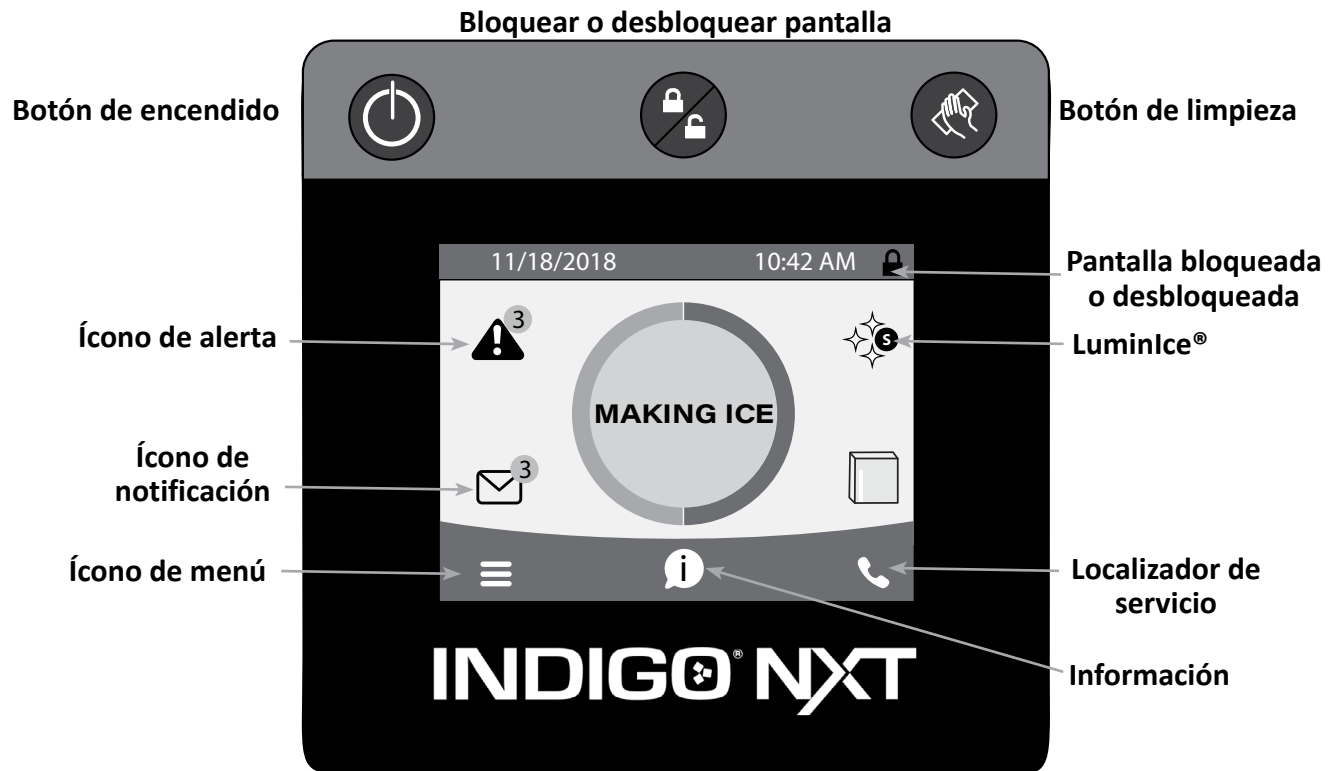 Bloquear o desbloquear pantalla
Botón de encendido
Botón de limpieza
11/18/2018 10:42 AM
Pantalla bloqueada
o desbloqueada
Ícono de alerta
3
S
LuminIce®
MAKING ICE
Ícono de
notificación
3
Ícono de menú
i
Localizador de
servicio
INDIGO® NXT
Información